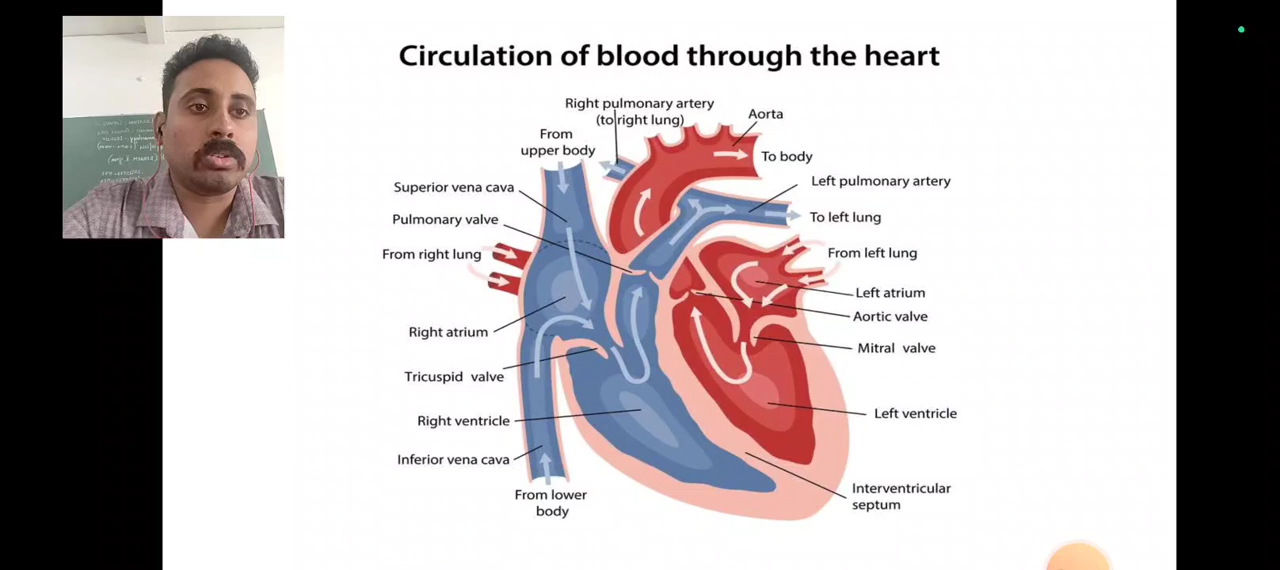 Circulation of blood through the heart
Right pulmonary artery
(to right lung)
Aorta
From
upper body
To body
Superior vena cava
Left pulmonary artery
Pulmonary valve
To left lung
From right lung
From left lung
Left atrium
Aortic valve
Right atrium
Mitral valve
Tricuspid valve
Right ventricle
Left ventricle
Inferior vena cava
Interventricular
septum
From lower
body